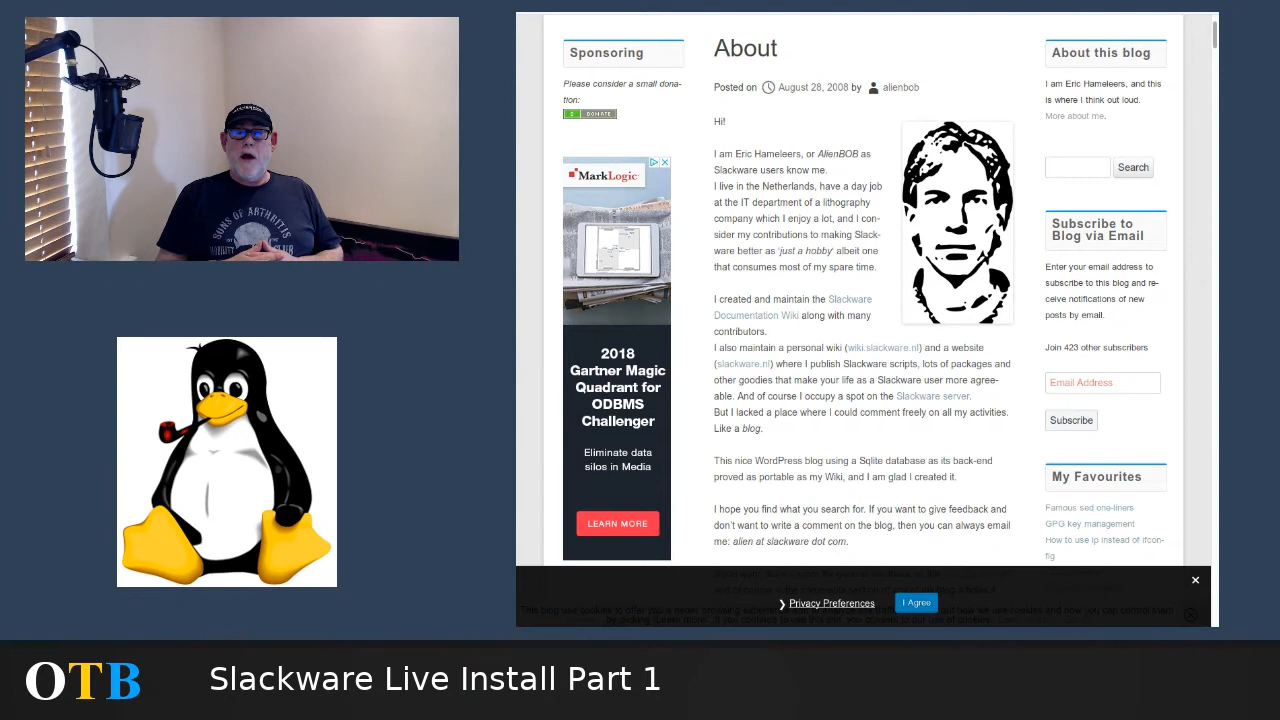 SONS OF ARTHRITIS
Sponsoring
Please consider a small dona-
tion:
DONATE
MarkLogic
2018
Gartner Magic
Quadrant for
ODBMS
Challenger
Eliminate data
silos in Media
LEARN MORE
About
Posted on August 28, 2008 by alienbob
Hi!
I am Eric Hameleers, or AlienBOB as
Slackware users know me.
I live in the Netherlands, have a day job
at the IT department of a lithography
company which I enjoy a lot, and I con-
sider my contributions to making Slack-
ware better as ‘just a hobby‘ albeit one
that consumes most of my spare time.
I created and maintain the Slackware
Documentation Wiki along with many
contributors.
I also maintain a personal wiki (wiki.slackware.nl) and a website
(slackware.nl) where I publish Slackware scripts, lots of packages and
other goodies that make your life as a Slackware user more agree-
able. And of course I occupy a spot on the Slackware server.
But I lacked a place where I could comment freely on all my activities.
Like a blog.
This nice WordPress blog using a Sqlite database as its back-end
proved as portable as my Wiki, and I am glad I created it.
I hope you find what you search for. If you want to give feedback and
don’t want to write a comment on the blog, then you can always email
me: alien at slackware dot com.
About this blog
I am Eric Hameleers, and this
is where I think out loud.
More about me.
Search
Subscribe to
Blog via Email
Enter your email address to
subscribe to this blog and re-
ceive notifications of new
posts by email.
Join 423 other subscribers
Email Address
Subscribe
My Favourites
Famous sed one-liners
GPG key management
How to use ip instead of ifcon-
fig
❯ Privacy Preferences
I Agree
OTB
Slackware Live Install Part 1